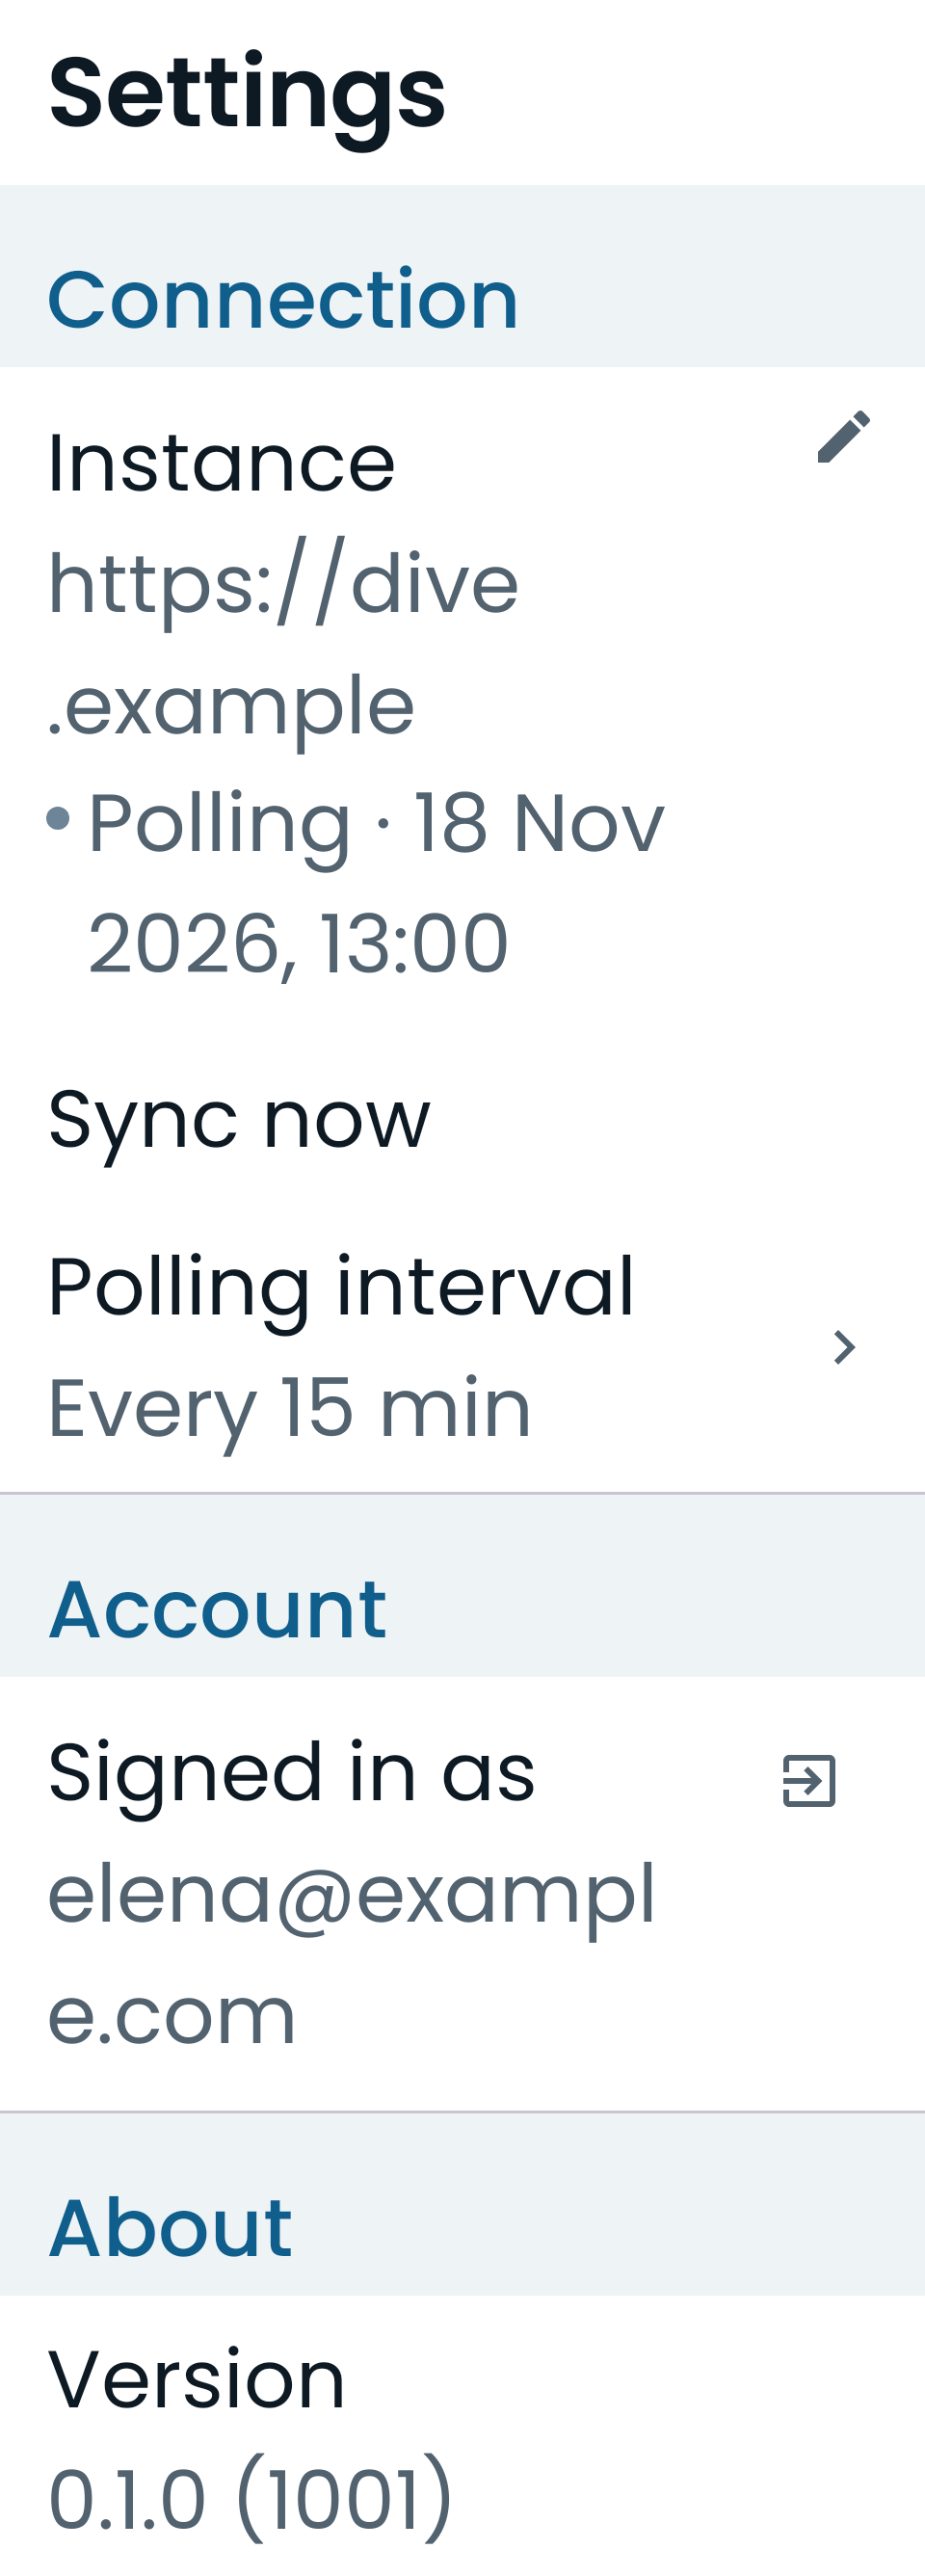 Settings
Connection
Instance
https://dive
.example
Polling · 18 Nov
2026, 13:00
Sync now
Polling interval
Every 15 min
Account
Signed in as
elena@exampl
e.com
About
Version
0.1.0 (1001)